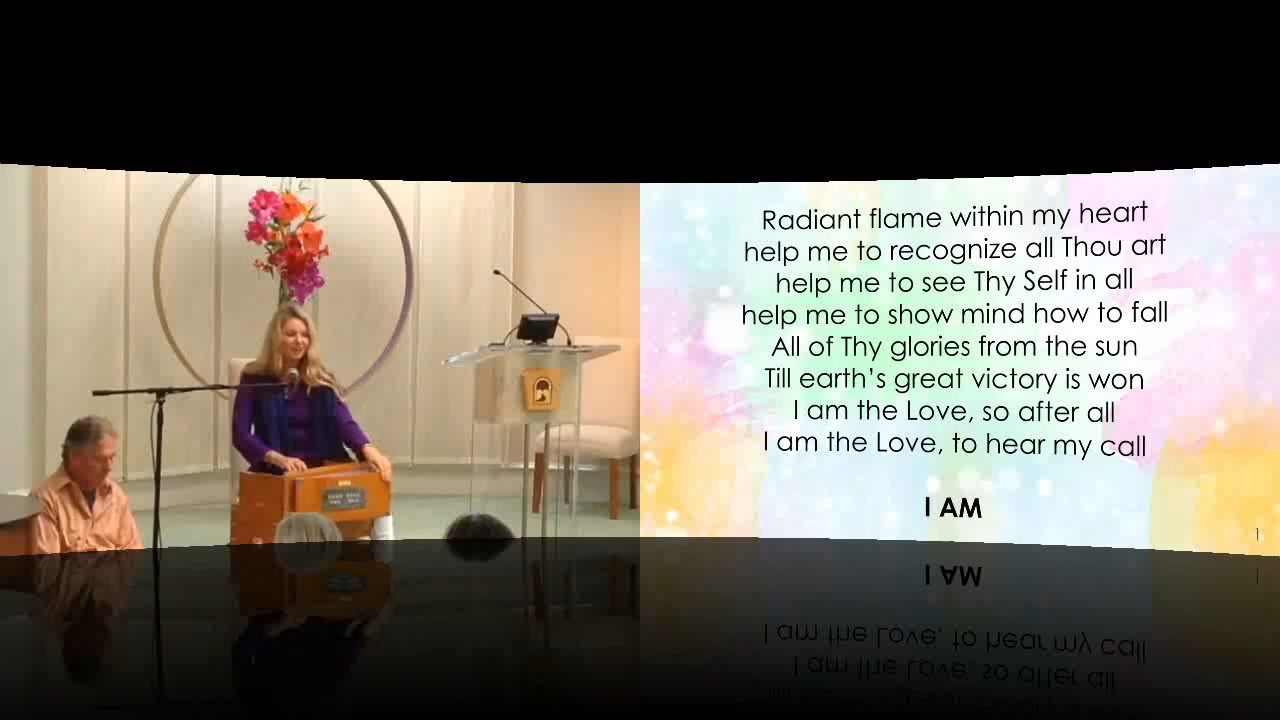 Radiant flame within my heart
help me to recognize all Thou art
help me to see Thy Self in all
help me to show mind how to fall
All of Thy glories from the sun
Till earth's great victory is won
I am the Love, so after all
I am the Love, to hear my call
I AM
1